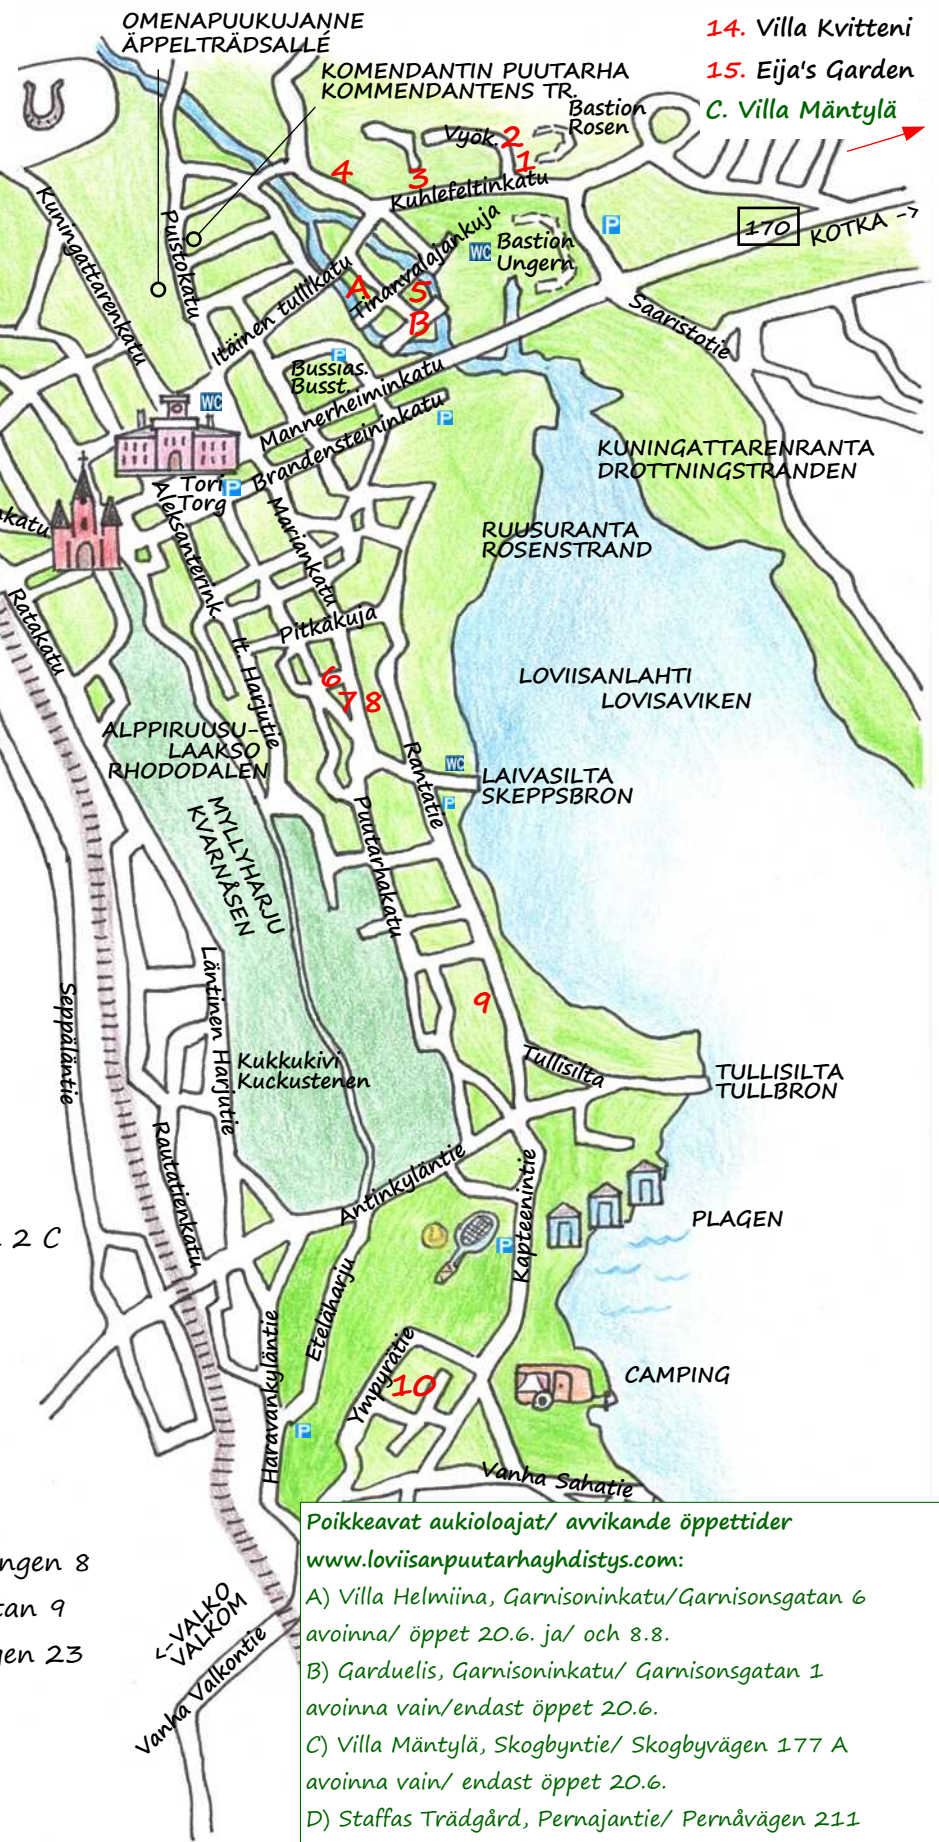 OMENAPUUKUJANNE
ÄPPELTRÄDSALLÉ
KOMENDANTIN PUUTARHA
KOMMENDANTENS TR.
14. Villa Kvitteni
15. Eija's Garden
C. Villa Mäntylä
Bastion
Rosen
Vyök.
2
1
4
3
Kuhlefeltinkatu
Kuningattarenkatu
Puistokatu
Itäinen tullikatu
Tinanvalajankuja
WC
Bastion
Ungern
P
170
KOTKA ->
A
5
B
Saaristotie
P
Bussias.
Busst.
Mannerheiminkatu
Brandensteininkatu
P
WC
Tori
Torg
P
KUNINGATTARENRANTA
DROTTNINGSTRANDEN
katu
Aleksanterink.
Mariankatu
RUUSURANTA
ROSENSTRAND
Ratakatu
Pitkäkuja
It. Harjutie
6
7
8
LOVIISANLAHTI
LOVISAVIKEN
ALPPIRUUSU-
LAAKSO
RHODODALEN
Rantatie
WC
LAIVASILTA
SKEPPSBRON
P
MYLLYHARJU
KVARNÅSEN
Puutarhakatu
Seppäläntie
Läntinen Harjutie
9
Kukkukivi
Kuckustenen
Tullisilta
TULLISILTA
TULLBRON
Rautatienkatu
Antinkyläntie
Kapteenintie
PLAGEN
2 C
P
Eteläharju
Haravankyläntie
Ympyrätie
10
CAMPING
P
Vanha Sahatie
ngen 8
tan 9
gen 23
<-VALKO
VALKOM
Vanha Valkontie
Poikkeavat aukioloajat/ avvikande öppettider
www.loviisanpuutarhayhdistys.com:
A) Villa Helmiina, Garnisoninkatu/Garnisonsgatan 6
avoinna/ öppet 20.6. ja/ och 8.8.
B) Garduelis, Garnisoninkatu/ Garnisonsgatan 1
avoinna vain/endast öppet 20.6.
C) Villa Mäntylä, Skogbyntie/ Skogbyvägen 177 A
avoinna vain/ endast öppet 20.6.
D) Staffas Trädgård, Pernajantie/ Pernåvägen 211